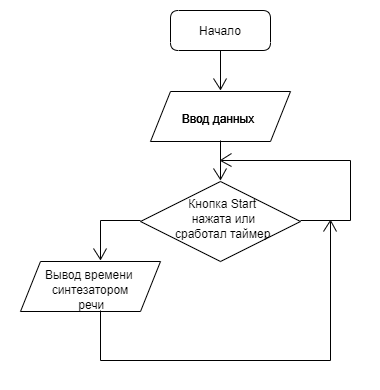 Начало
Ввод данных
Кнопка Start
нажата или
сработал таймер
Вывод времени
синтезатором
речи